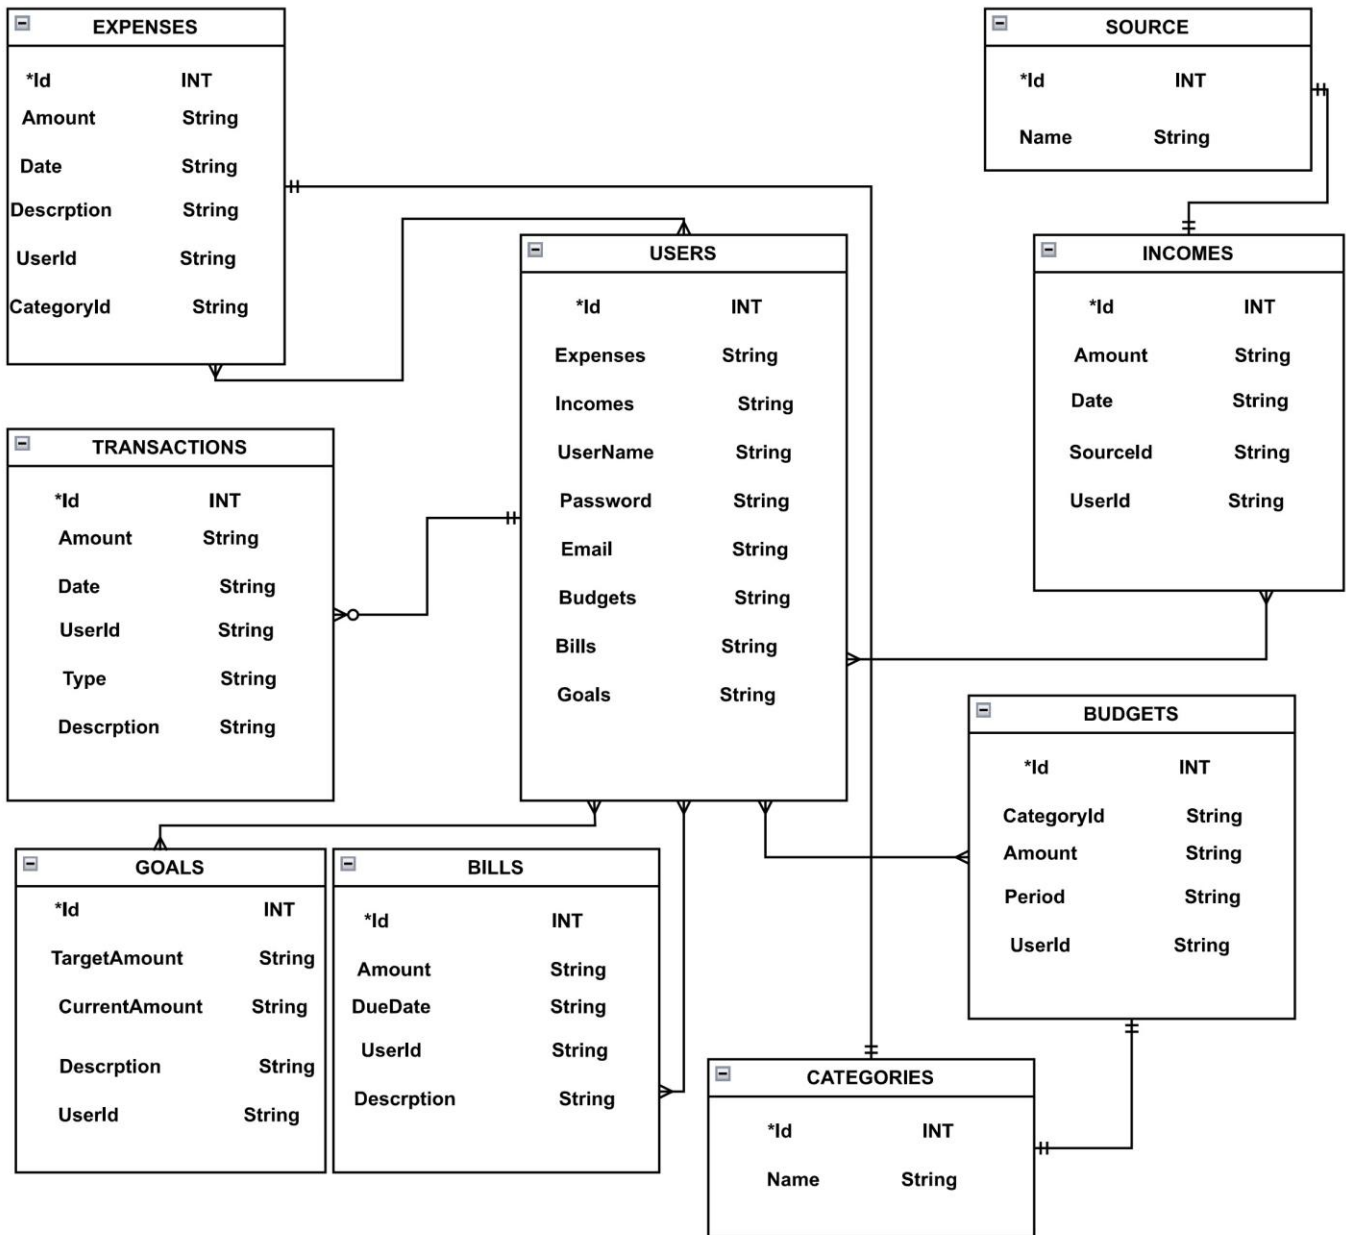 EXPENSES
*Id INT
Amount String
Date String
Descrption String
UserId String
CategoryId String
SOURCE
*Id INT
Name String
USERS
*Id INT
Expenses String
Incomes String
UserName String
Password String
Email String
Budgets String
Bills String
Goals String
INCOMES
*Id INT
Amount String
Date String
SourceId String
UserId String
TRANSACTIONS
*Id INT
Amount String
Date String
UserId String
Type String
Descrption String
BUDGETS
*Id INT
CategoryId String
Amount String
Period String
UserId String
GOALS
*Id INT
TargetAmount String
CurrentAmount String
Descrption String
UserId String
BILLS
*Id INT
Amount String
DueDate String
UserId String
Descrption String
CATEGORIES
*Id INT
Name String